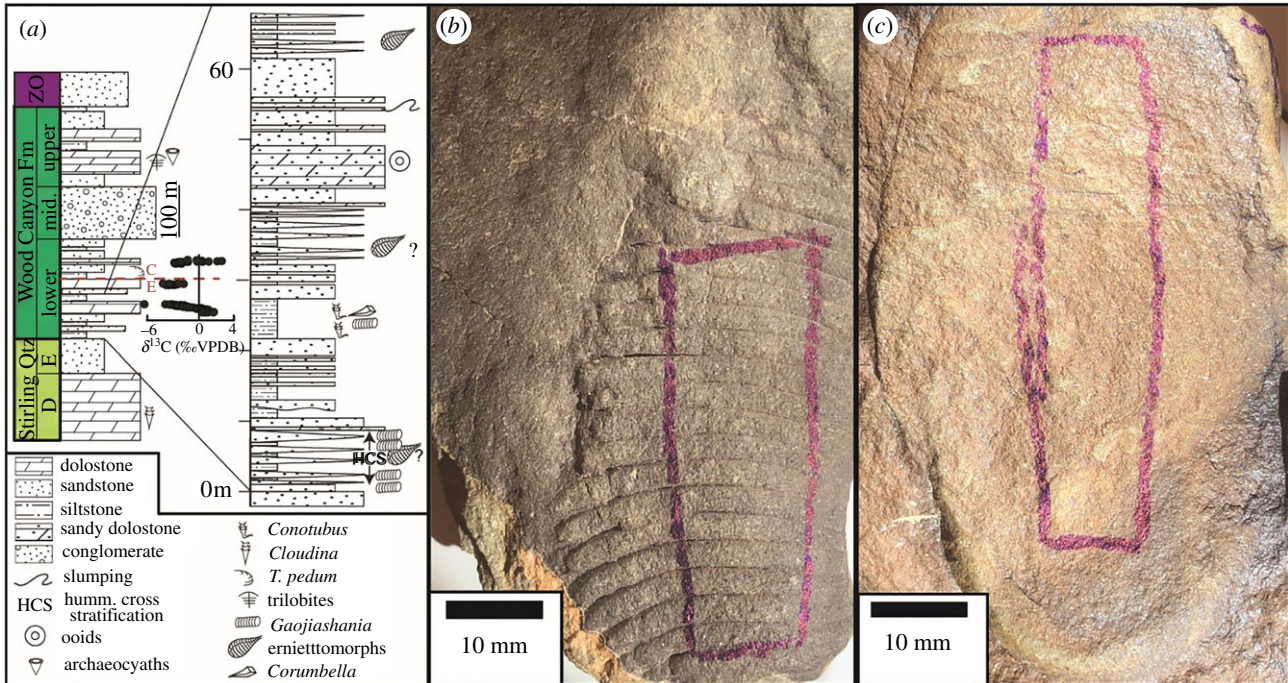 (a)
ZO
Wood Canyon Fm
upper
mid.
lower
Stirling Qtz
E
D
100 m
C
E
–6 0 4
δ13C (‰VPDB)
60
?
HCS
?
0m
dolostone
sandstone
siltstone
sandy dolostone
conglomerate
slumping
HCS humm. cross
stratification
ooids
archaeocyaths
Conotubus
Cloudina
T. pedum
trilobites
Gaojiashania
ernietttomorphs
Corumbella
(b)
10 mm
(c)
10 mm